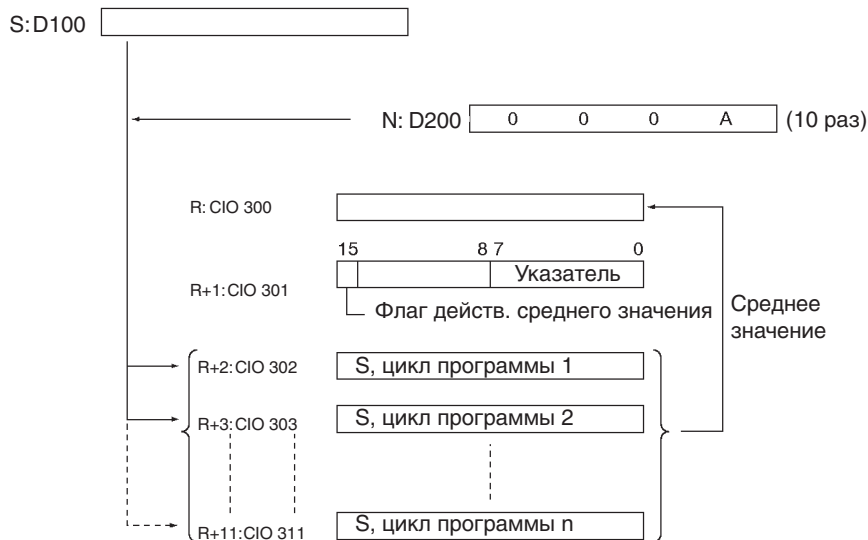 S:D100
N: D200 0 0 0 A (10 раз)
R: CIO 300
15 8 7 0
R+1:CIO 301 Указатель
Флаг действ. среднего значения
Среднее
значение
R+2:CIO 302 S, цикл программы 1
R+3:CIO 303 S, цикл программы 2
R+11:CIO 311 S, цикл программы n